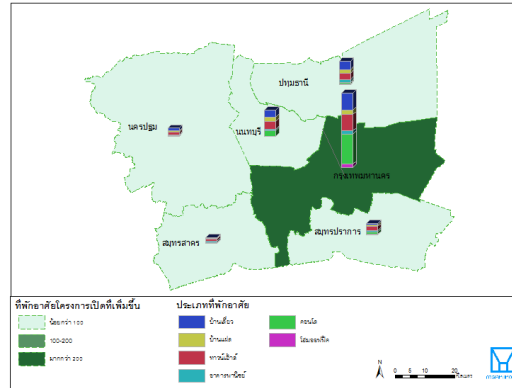 ปทุมธานี
นครปฐม
นนทบุรี
กรุงเทพมหานคร
สมุทรสาคร
สมุทรปราการ
ที่พักอาศัยโครงการเปิดที่เพิ่มขึ้น
น้อยกว่า 100
100-200
มากกว่า 200
ประเภทที่พักอาศัย
บ้านเดี่ยว
บ้านแฝด
ทาวน์เฮ้าส์
อาคารพาณิชย์
คอนโด
โฮมออฟฟิศ
N
0 5 10 20